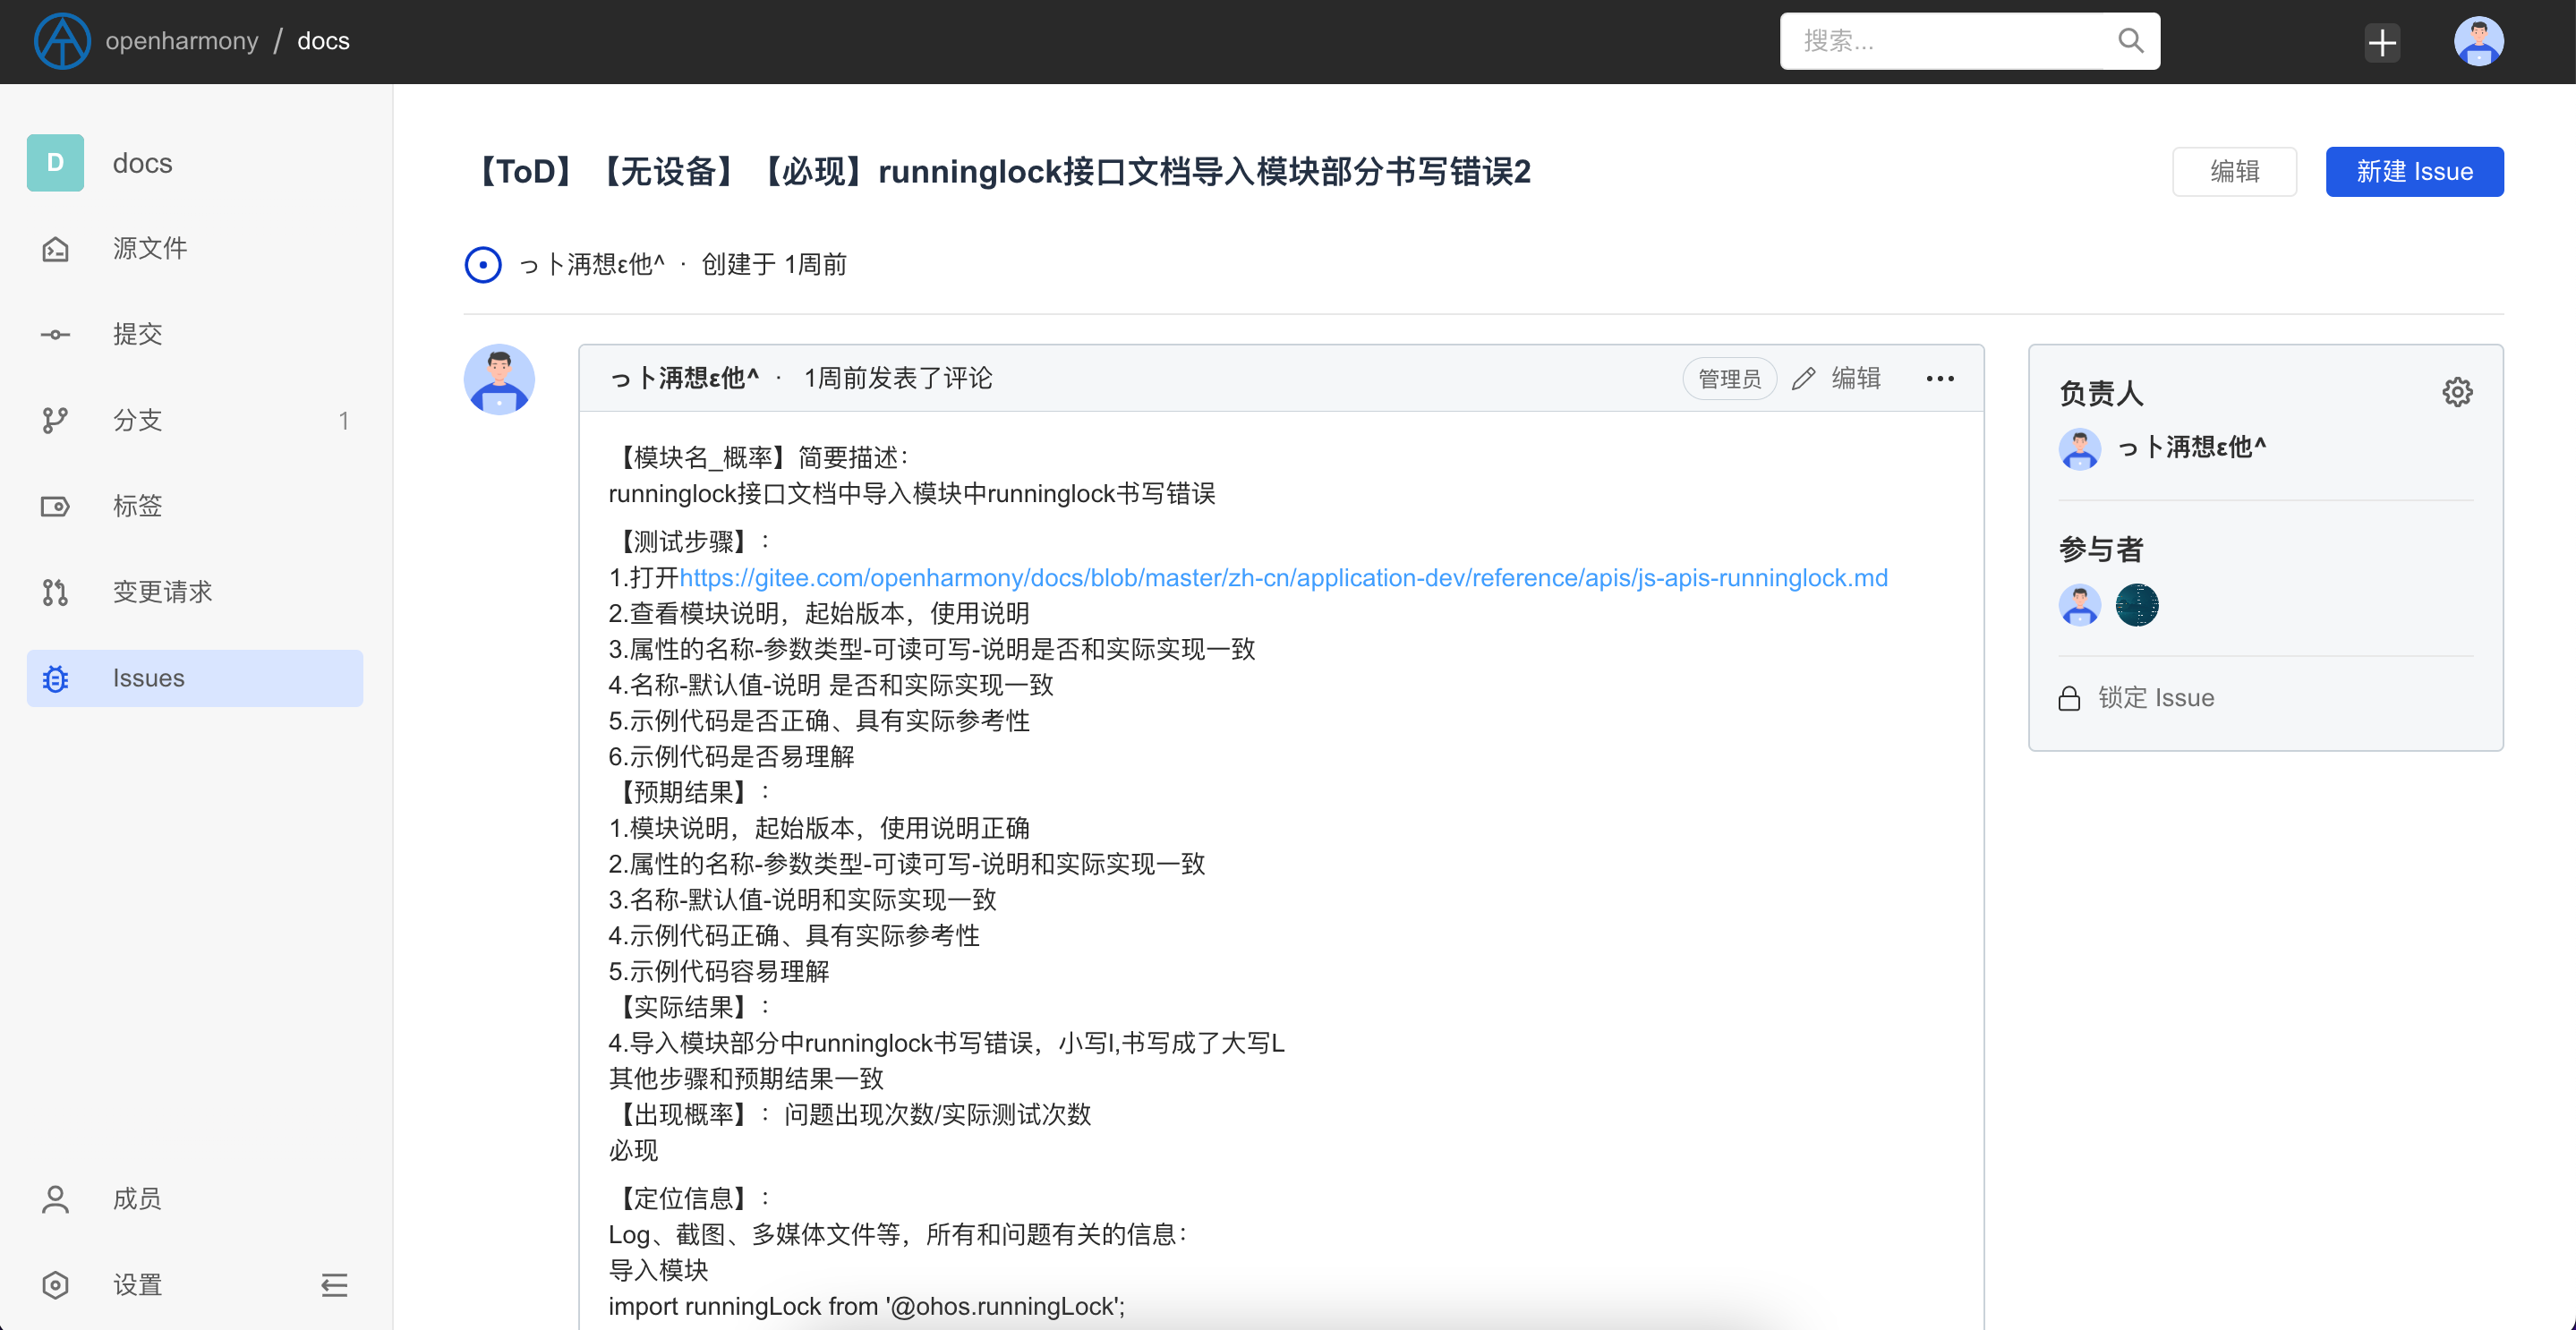 openharmony / docs
搜索...
D docs
源文件
提交
分支 1
标签
变更请求
Issues
成员
设置
【ToD】【无设备】【必现】runninglock接口文档导入模块部分书写错误2
编辑
新建 Issue
っ卜洅想ε他^ · 创建于 1周前
っ卜洅想ε他^ · 1周前发表了评论
管理员
编辑
【模块名_概率】简要描述：
runninglock接口文档中导入模块中runninglock书写错误
【测试步骤】：
1.打开https://gitee.com/openharmony/docs/blob/master/zh-cn/application-dev/reference/apis/js-apis-runninglock.md
2.查看模块说明，起始版本，使用说明
3.属性的名称-参数类型-可读可写-说明是否和实际实现一致
4.名称-默认值-说明 是否和实际实现一致
5.示例代码是否正确、具有实际参考性
6.示例代码是否易理解
【预期结果】：
1.模块说明，起始版本，使用说明正确
2.属性的名称-参数类型-可读可写-说明和实际实现一致
3.名称-默认值-说明和实际实现一致
4.示例代码正确、具有实际参考性
5.示例代码容易理解
【实际结果】：
4.导入模块部分中runninglock书写错误，小写l,书写成了大写L
其他步骤和预期结果一致
【出现概率】：问题出现次数/实际测试次数
必现
【定位信息】：
Log、截图、多媒体文件等，所有和问题有关的信息：
导入模块
import runningLock from '@ohos.runningLock';
负责人
っ卜洅想ε他^
参与者
锁定 Issue